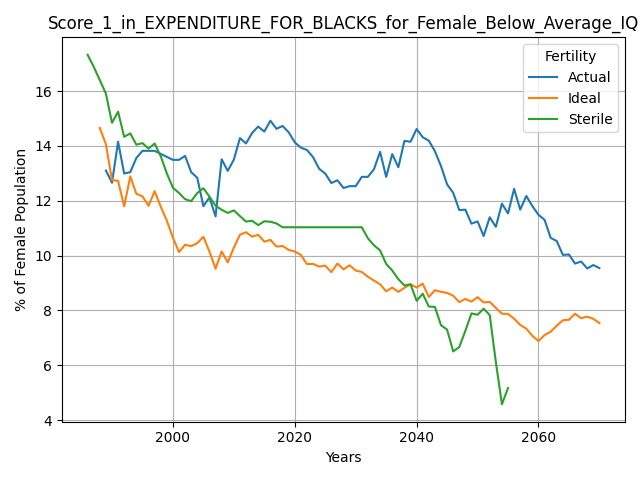 Score_1_in_EXPENDITURE_FOR_BLACKS_for_Female_Below_Average_IQ
Fertility
Actual
Ideal
Sterile
% of Female Population
16
14
12
10
8
6
4
2000
2020
2040
2060
Years